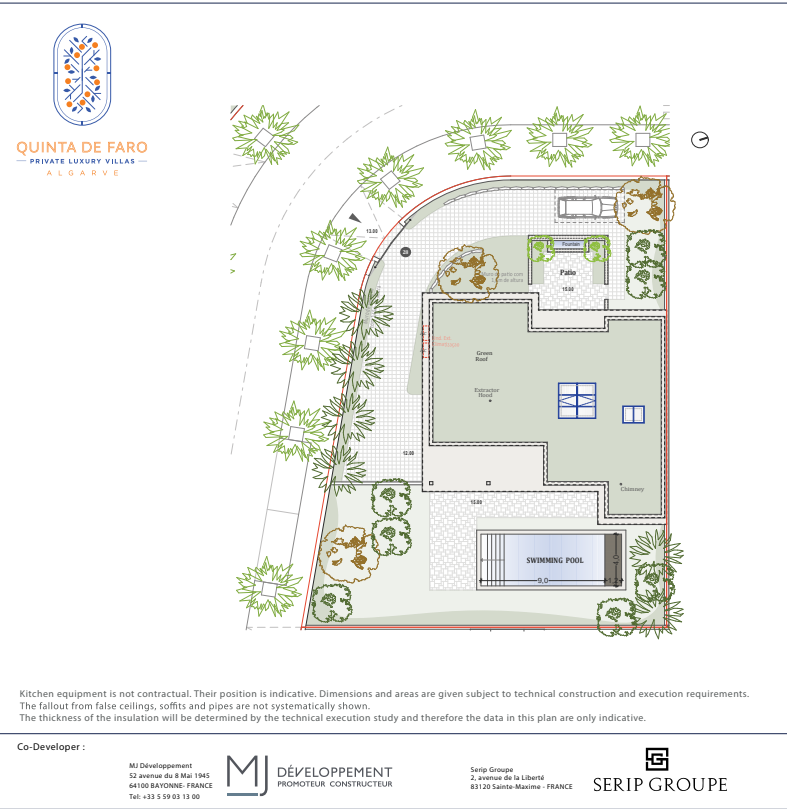 QUINTA DE FARO
PRIVATE LUXURY VILLAS
ALGARVE
13.00
20
Fountain
Patio
13.00
Green
Roof
Extractor
Hood
12.80
Chimney
13.00
SWIMMING POOL
9,0
Kitchen equipment is not contractual. Their position is indicative. Dimensions and areas are given subject to technical construction and execution requirements.
The fallout from false ceilings, soffits and pipes are not systematically shown.
The thickness of the insulation will be determined by the technical execution study and therefore the data in this plan are only indicative.
Co-Developer :
MJ Développement
52 avenue du 8 Mai 1945
64100 BAYONNE- FRANCE
Tel: +33 5 59 03 13 00
MJ DÉVELOPPEMENT
PROMOTEUR CONSTRUCTEUR
Serip Groupe
2, avenue de la Liberté
83120 Sainte-Maxime - FRANCE
SERIP GROUPE